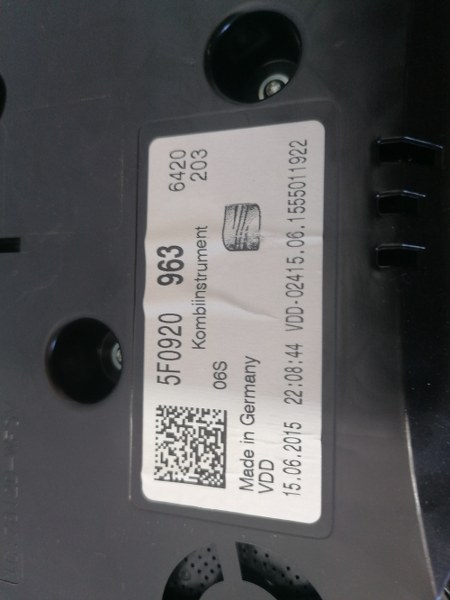 5F0920 963 6420
Kombiinstrument 203
06S
Made in Germany
VDD
15.06.2015 22:08:44 VDD-02415.06.1555011922